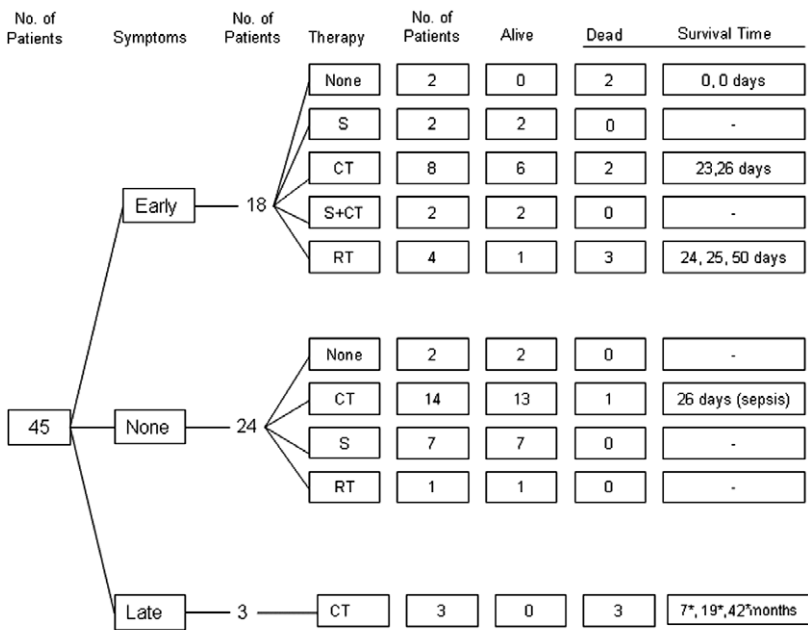 No. of Patients Symptoms No. of Patients Therapy No. of Patients Alive Dead Survival Time
None 2 0 2 0, 0 days
S 2 2 0 -
CT 8 6 2 23,26 days
Early 18
S+CT 2 2 0 -
RT 4 1 3 24, 25, 50 days
None 2 2 0 -
CT 14 13 1 26 days (sepsis)
45 None 24
S 7 7 0 -
RT 1 1 0 -
Late 3 CT 3 0 3 7*, 19*,42*months